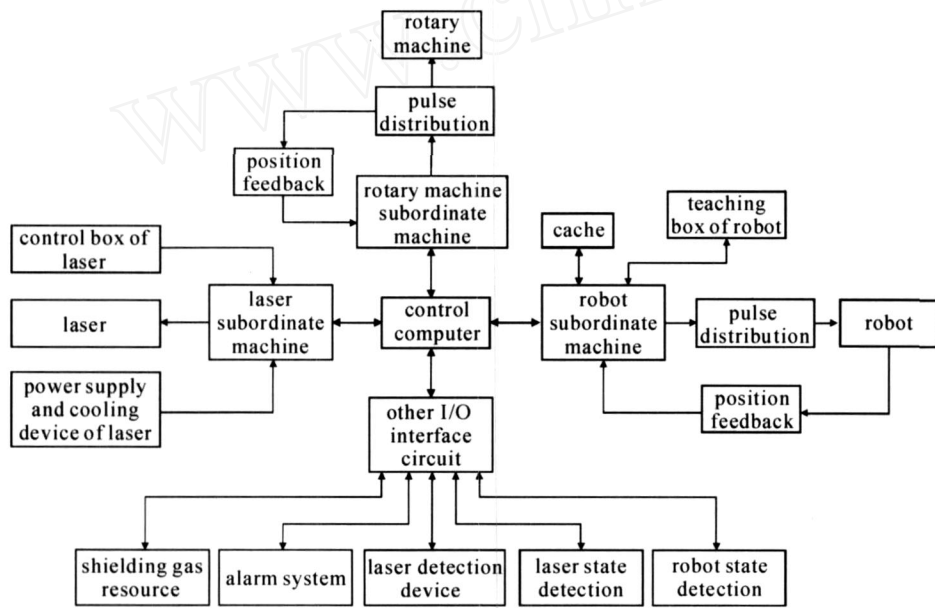 rotary
machine
pulse
distribution
position
feedback
rotary machine
subordinate
machine
teaching
box of robot
cache
control box of
laser
laser
laser
subordinate
machine
control
computer
robot
subordinate
machine
pulse
distribution
robot
power supply
and cooling
device of laser
position
feedback
other I/O
interface
circuit
shielding gas
resource
alarm system
laser detection
device
laser state
detection
robot state
detection